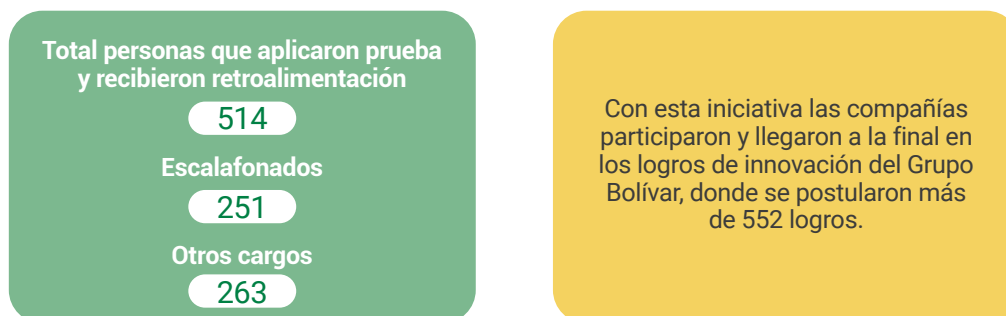 Total personas que aplicaron prueba
y recibieron retroalimentación
514
Escalafonados
251
Otros cargos
263
Con esta iniciativa las compañías
participaron y llegaron a la final en
los logros de innovación del Grupo
Bolívar, donde se postularon más
de 552 logros.